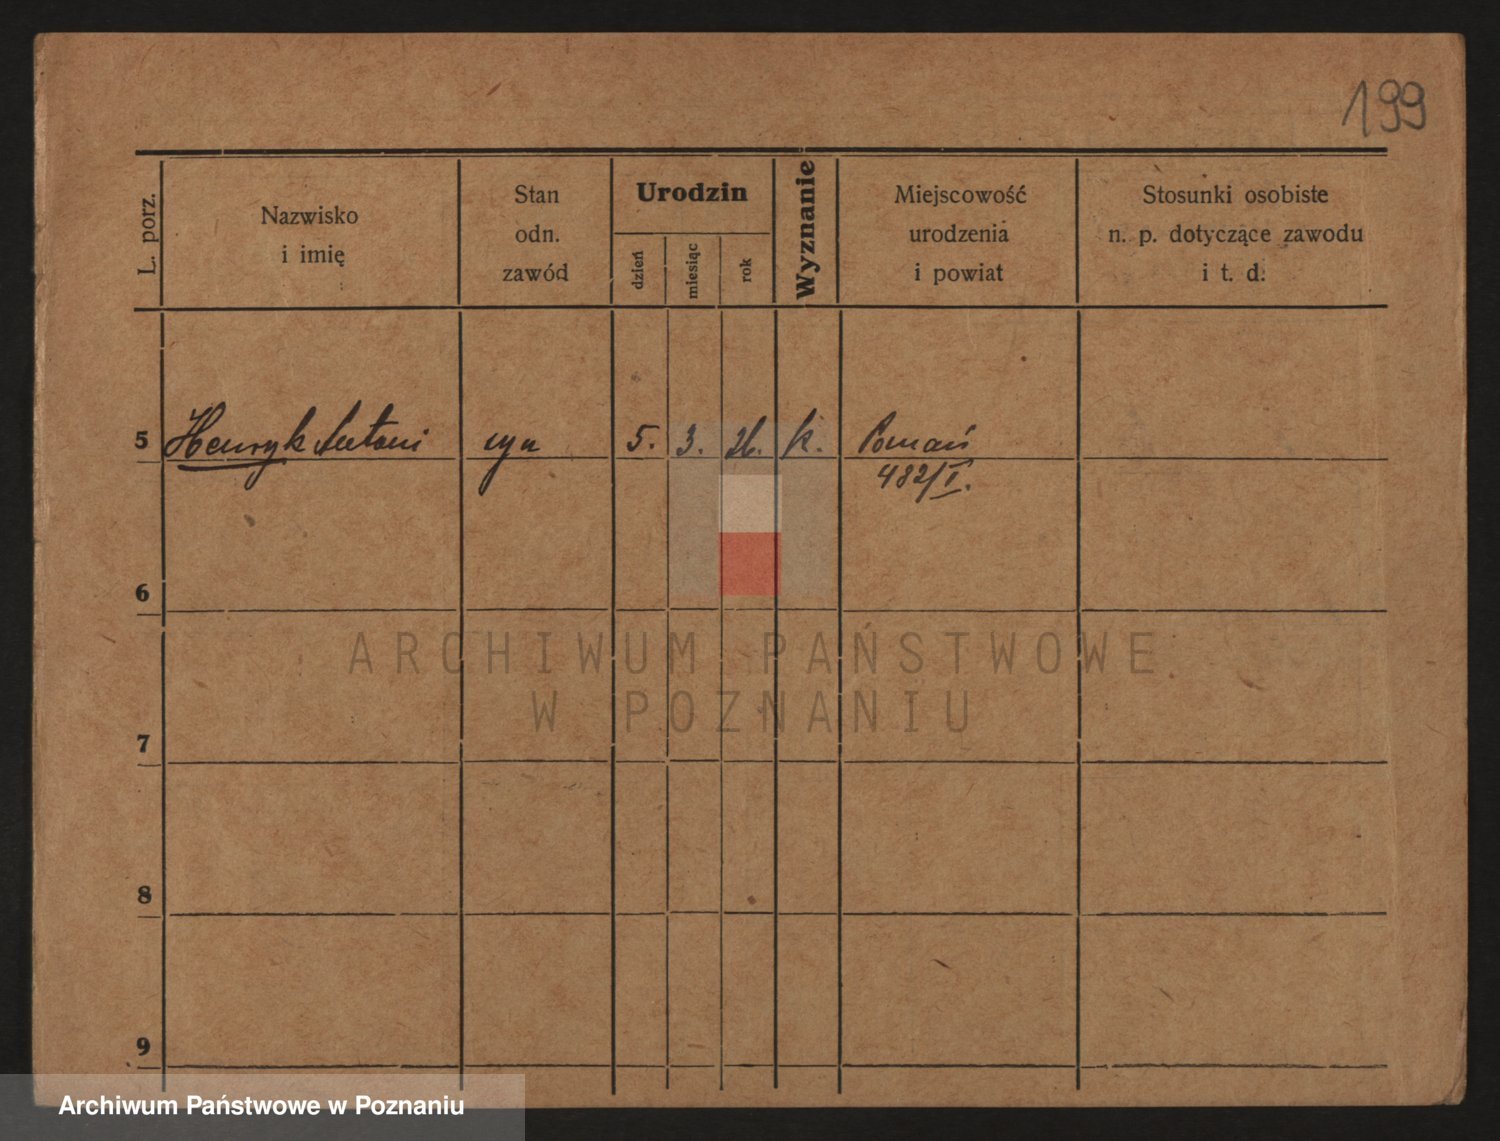 199
L. porz.
Nazwisko
i imię
Stan
odn.
zawód
Urodzin
dzień
miesiąc
rok
Wyznanie
Miejscowość
urodzenia
i powiat
Stosunki osobiste
n. p. dotyczące zawodu
i t. d.
5 Henryk Antoni syn 5. 3. 26. k. Poznań
482/I.
6
ARCHIWUM PAŃSTWOWE
W POZNANIU
7
8
9
Archiwum Państwowe w Poznaniu